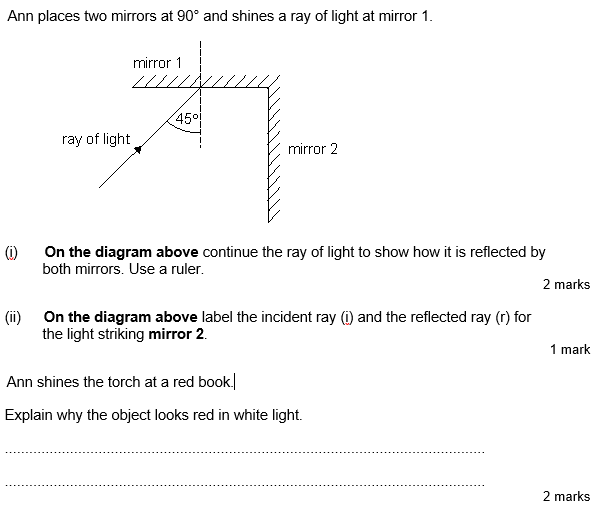 Ann places two mirrors at 90° and shines a ray of light at mirror 1.
mirror 1
45°
ray of light
mirror 2
(i) On the diagram above continue the ray of light to show how it is reflected by
both mirrors. Use a ruler.
2 marks
(ii) On the diagram above label the incident ray (i) and the reflected ray (r) for
the light striking mirror 2.
1 mark
Ann shines the torch at a red book.
Explain why the object looks red in white light.
2 marks